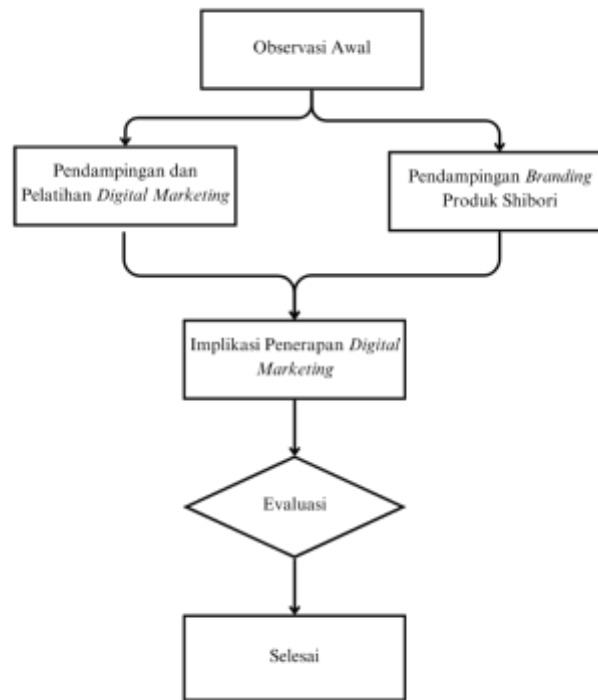 Observasi Awal
Pendampingan dan
Pelatihan Digital Marketing
Pendampingan Branding
Produk Shibori
Implikasi Penerapan Digital
Marketing
Evaluasi
Selesai